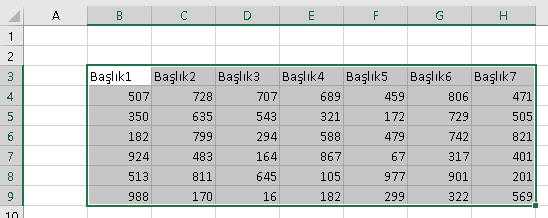 A B C D E F G H
1
2
3 Başlık1 Başlık2 Başlık3 Başlık4 Başlık5 Başlık6 Başlık7
4 507 728 707 689 459 806 471
5 350 635 543 321 172 729 505
6 182 799 294 588 479 742 821
7 924 483 164 867 67 317 401
8 513 811 645 105 977 901 201
9 988 170 16 182 299 322 569
10